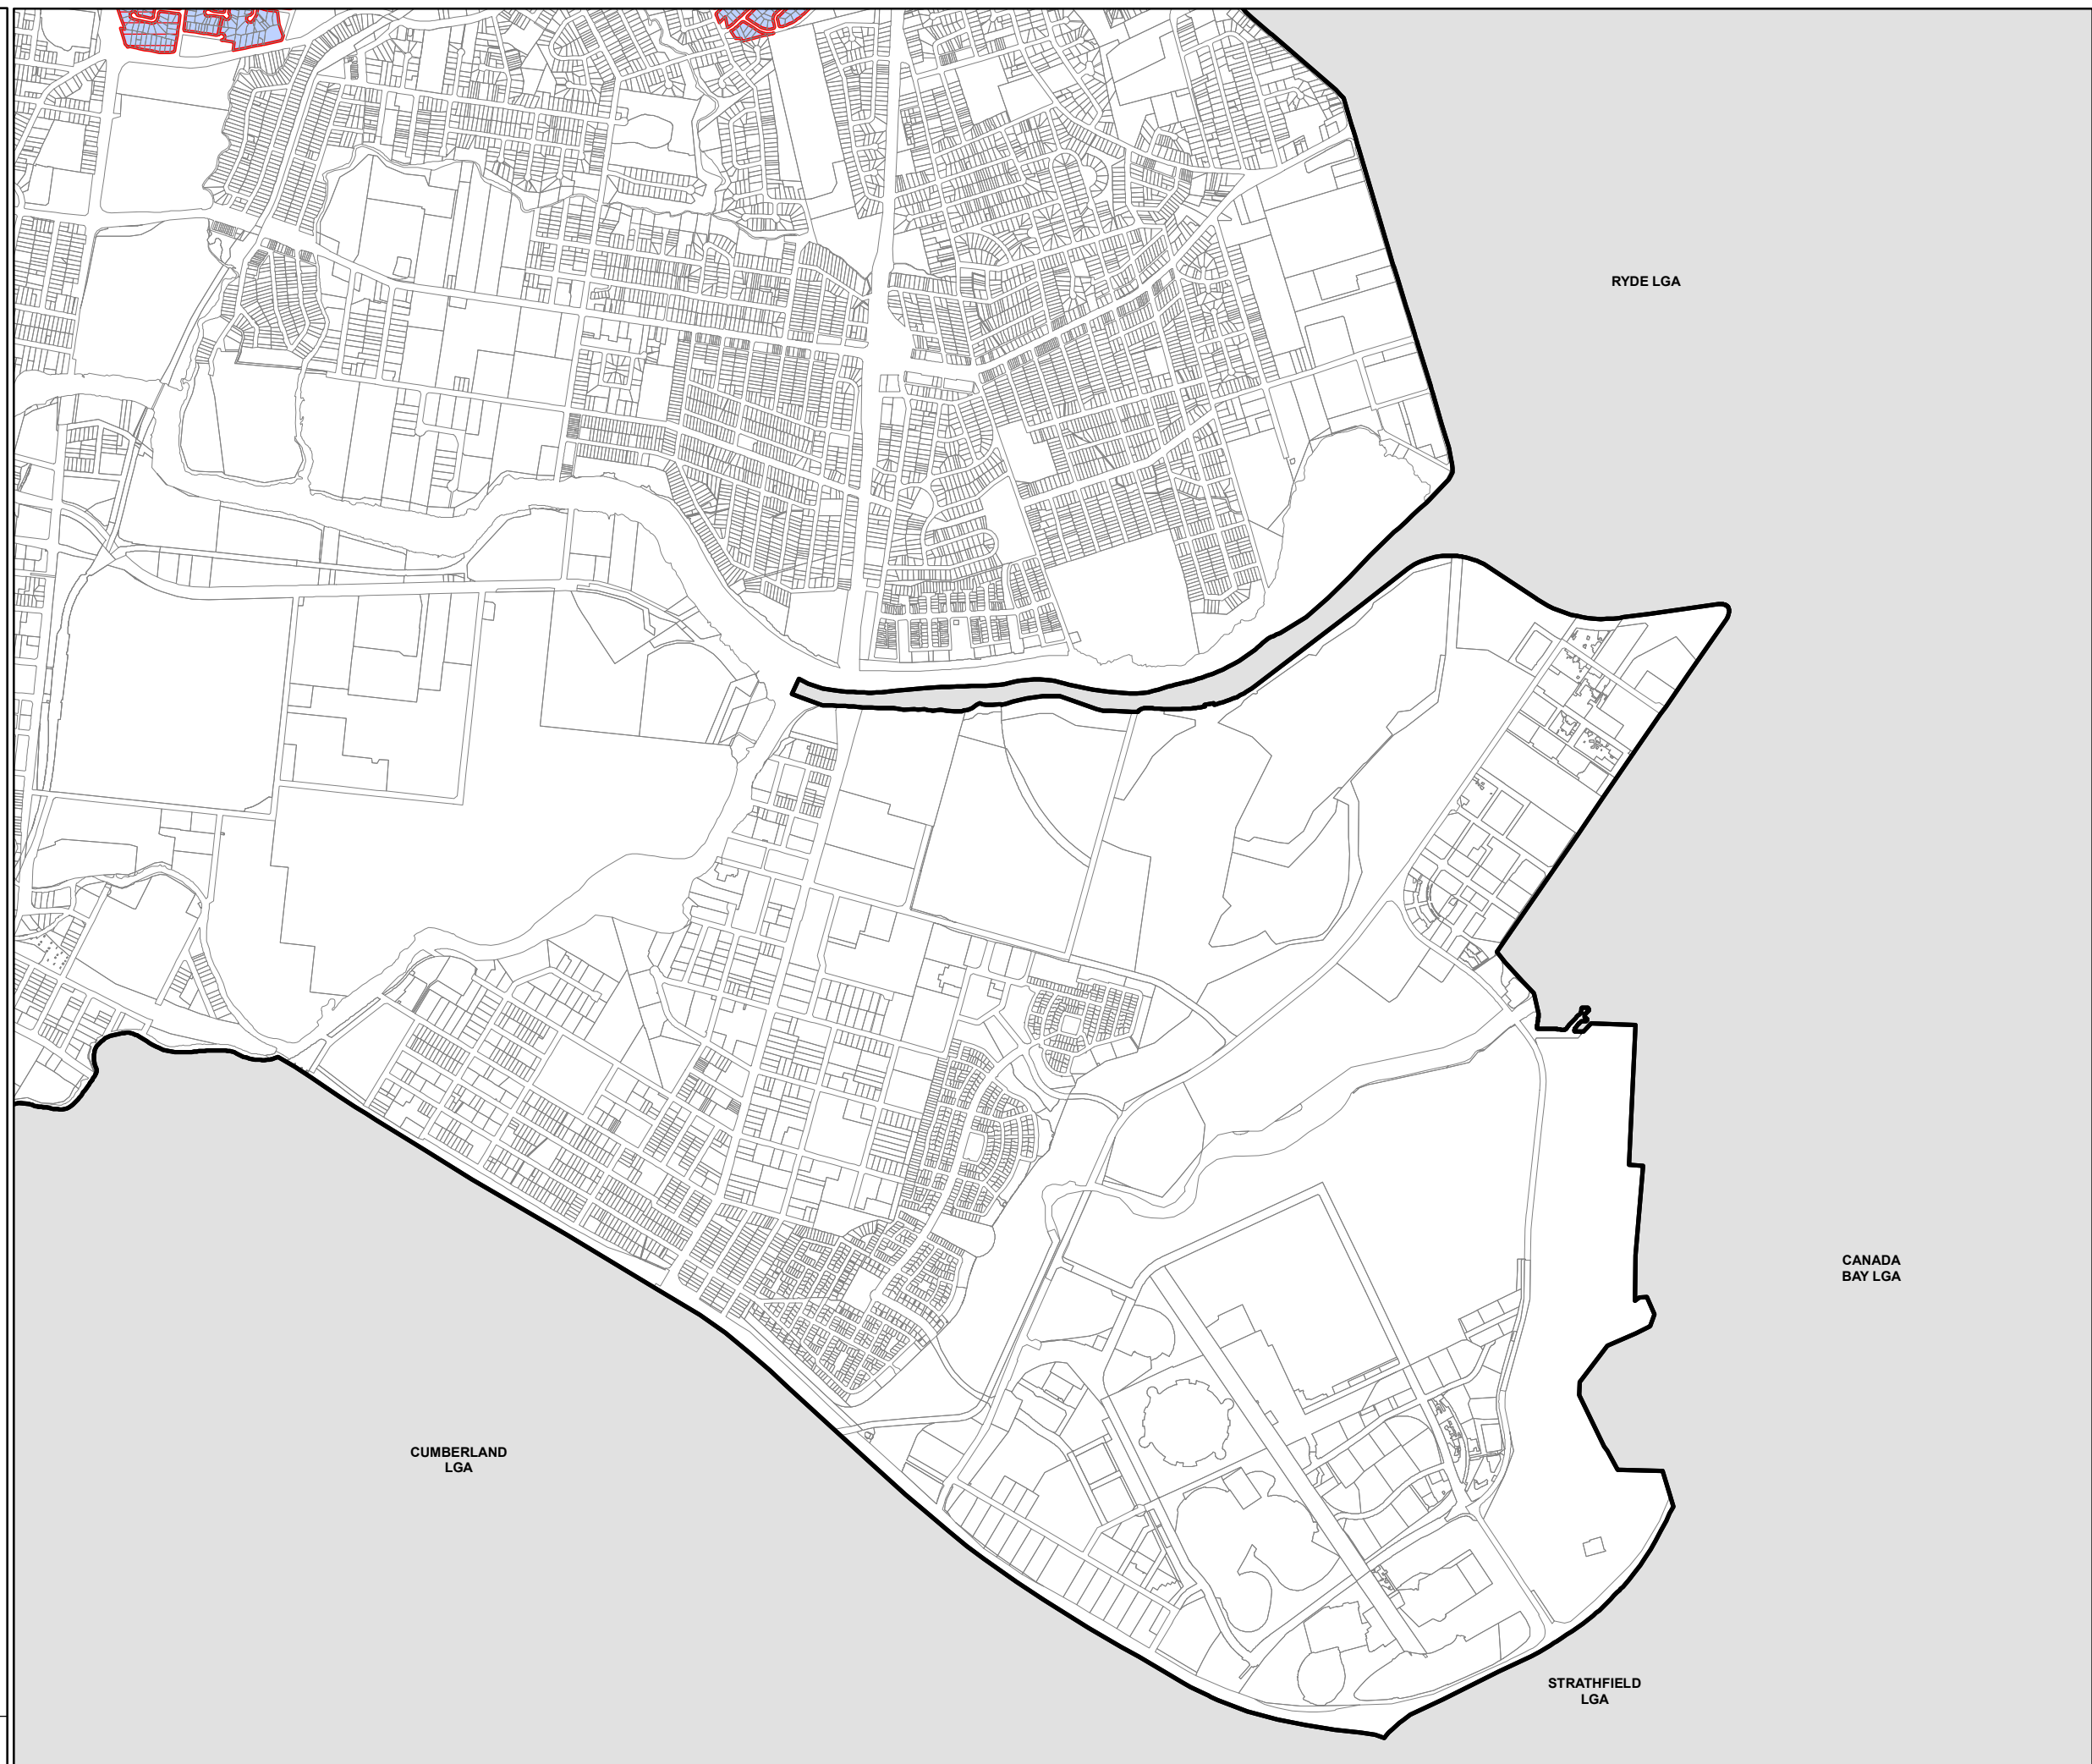 RYDE LGA
CANADA
BAY LGA
CUMBERLAND
LGA
STRATHFIELD
LGA